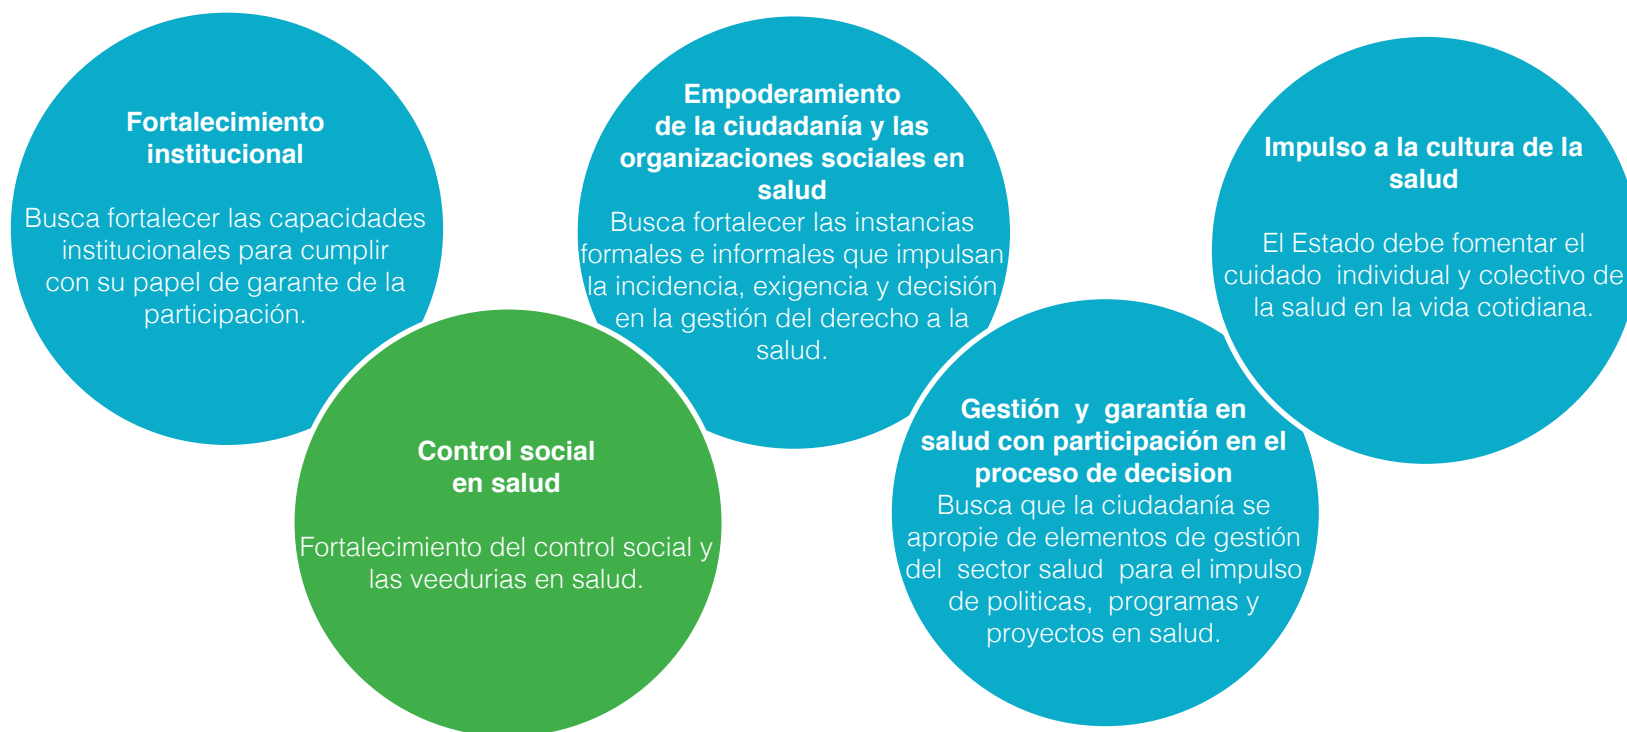 Fortalecimiento
institucional
Busca fortalecer las capacidades
institucionales para cumplir
con su papel de garante de la
participación.
Control social
en salud
Fortalecimiento del control social y
las veedurias en salud.
Empoderamiento
de la ciudadanía y las
organizaciones sociales en
salud
Busca fortalecer las instancias
formales e informales que impulsan
la incidencia, exigencia y decisión
en la gestión del derecho a la
salud.
Gestión y garantía en
salud con participación en el
proceso de decision
Busca que la ciudadanía se
apropie de elementos de gestión
del sector salud para el impulso
de politicas, programas y
proyectos en salud.
Impulso a la cultura de la
salud
El Estado debe fomentar el
cuidado individual y colectivo de
la salud en la vida cotidiana.